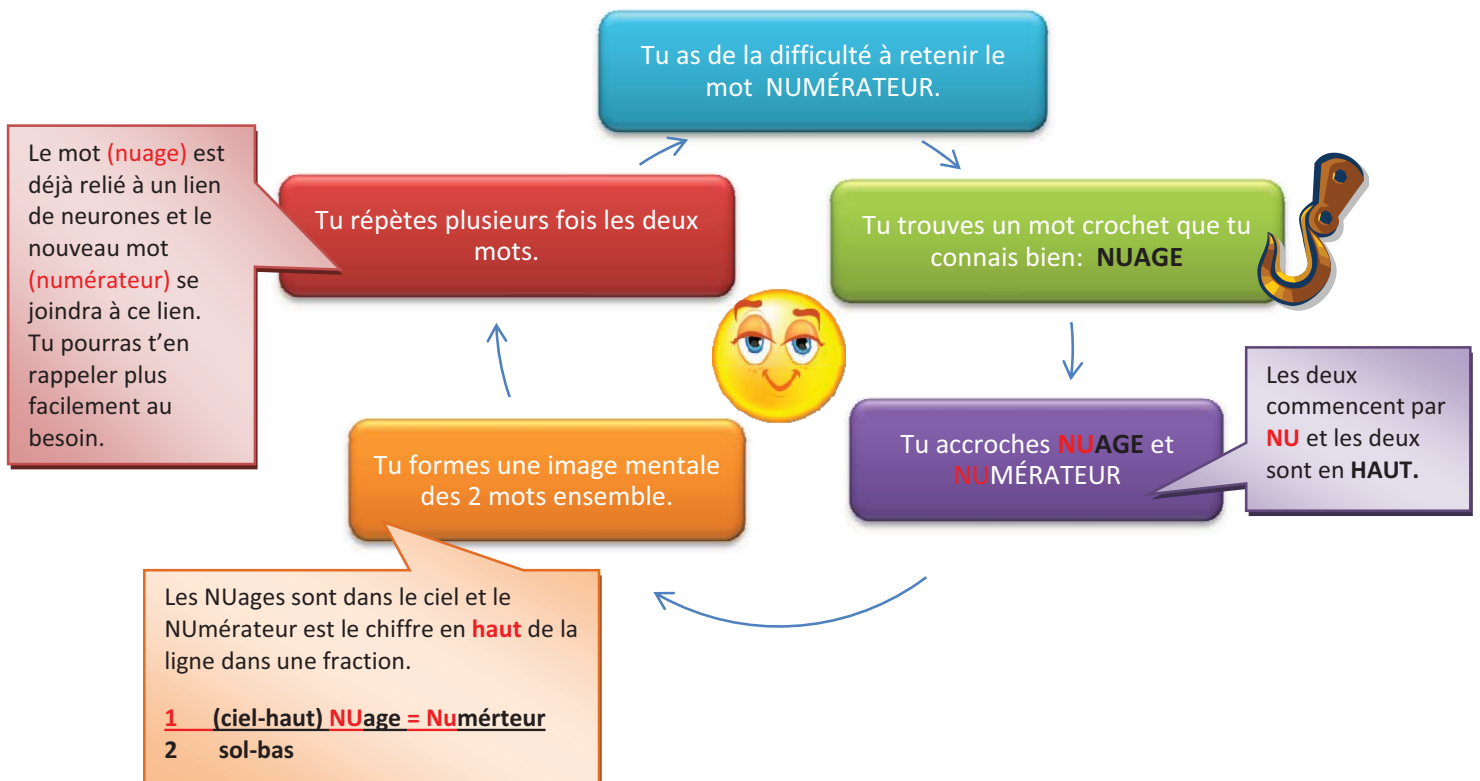 Tu as de la difficulté à retenir le
mot NUMÉRATEUR.
Tu trouves un mot crochet que tu
connais bien: NUAGE
Tu accroches NUAGE et
NUMÉRATEUR
Les deux
commencent par
NU et les deux
sont en HAUT.
Tu formes une image mentale
des 2 mots ensemble.
Les NUages sont dans le ciel et le
NUmérateur est le chiffre en haut de la
ligne dans une fraction.
1 (ciel-haut) NUage = Numérteur
2 sol-bas
Tu répètes plusieurs fois les deux
mots.
Le mot (nuage) est
déjà relié à un lien
de neurones et le
nouveau mot
(numérateur) se
joindra à ce lien.
Tu pourras t'en
rappeler plus
facilement au
besoin.